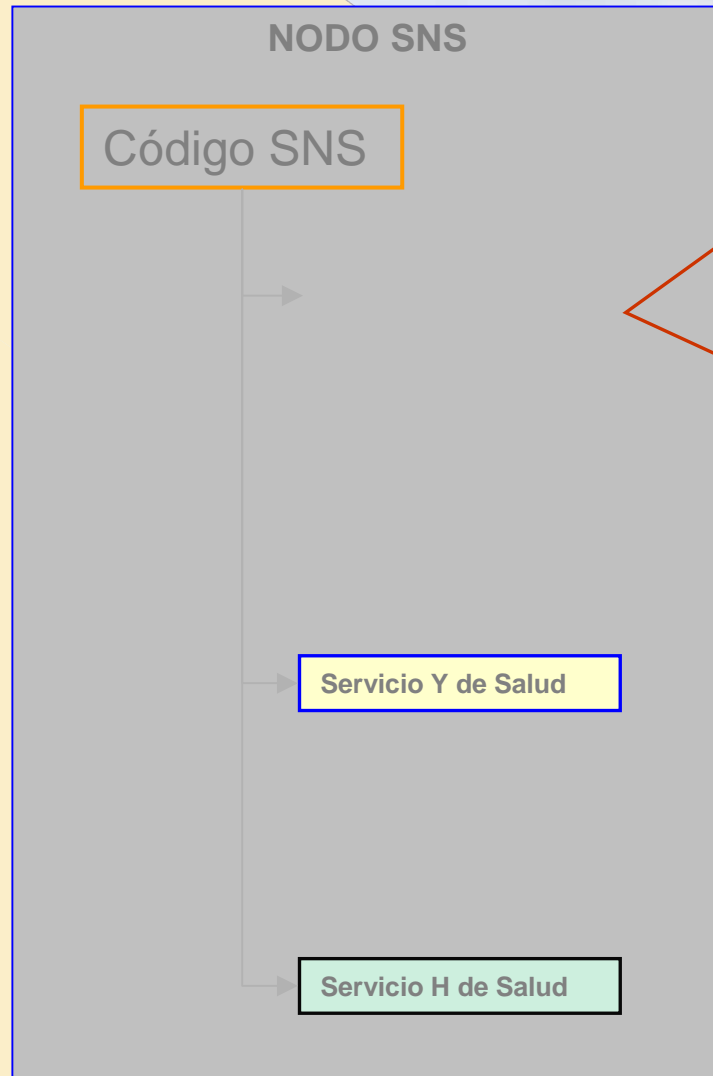 NODO SNS
Código SNS
Servicio Y de Salud
Servicio H de Salud